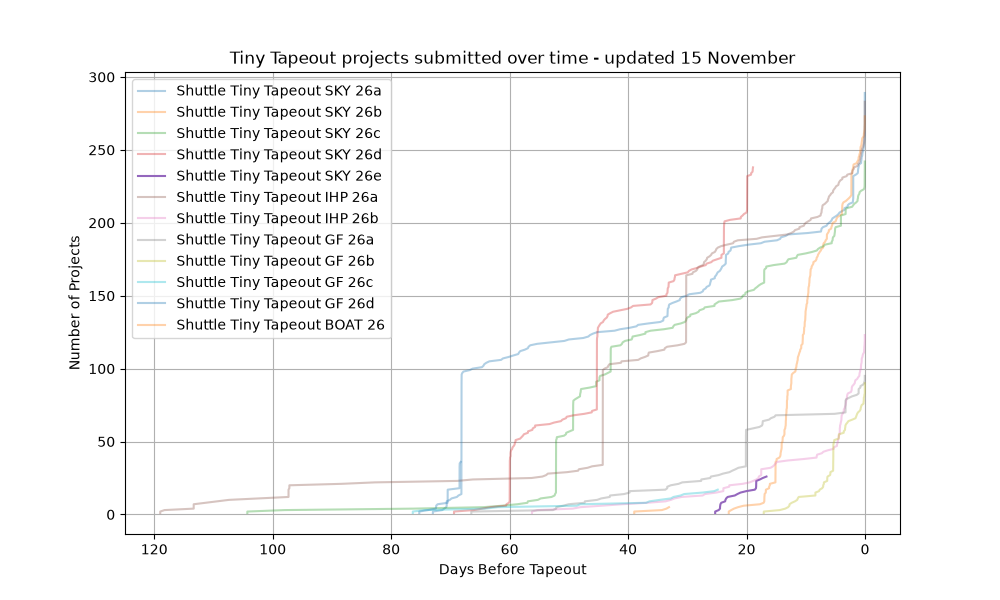 Tiny Tapeout projects submitted over time - updated 15 November
300
250
200
150
100
50
0
Number of Projects
Shuttle Tiny Tapeout SKY 26a
Shuttle Tiny Tapeout SKY 26b
Shuttle Tiny Tapeout SKY 26c
Shuttle Tiny Tapeout SKY 26d
Shuttle Tiny Tapeout SKY 26e
Shuttle Tiny Tapeout IHP 26a
Shuttle Tiny Tapeout IHP 26b
Shuttle Tiny Tapeout GF 26a
Shuttle Tiny Tapeout GF 26b
Shuttle Tiny Tapeout GF 26c
Shuttle Tiny Tapeout GF 26d
Shuttle Tiny Tapeout BOAT 26
120 100 80 60 40 20 0
Days Before Tapeout